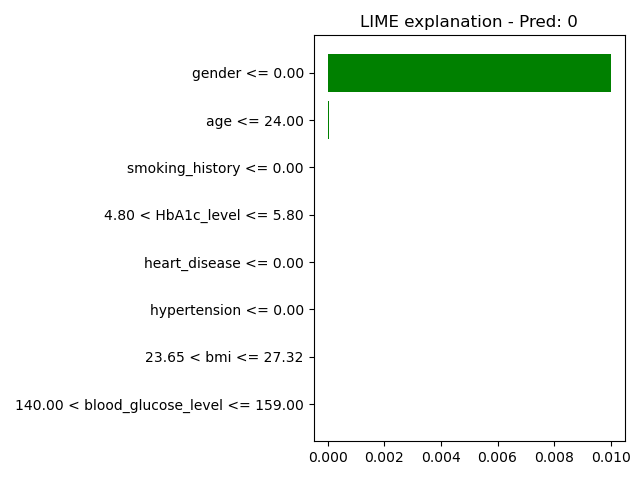 LIME explanation - Pred: 0
gender <= 0.00
age <= 24.00
smoking_history <= 0.00
4.80 < HbA1c_level <= 5.80
heart_disease <= 0.00
hypertension <= 0.00
23.65 < bmi <= 27.32
140.00 < blood_glucose_level <= 159.00
0.000 0.002 0.004 0.006 0.008 0.010